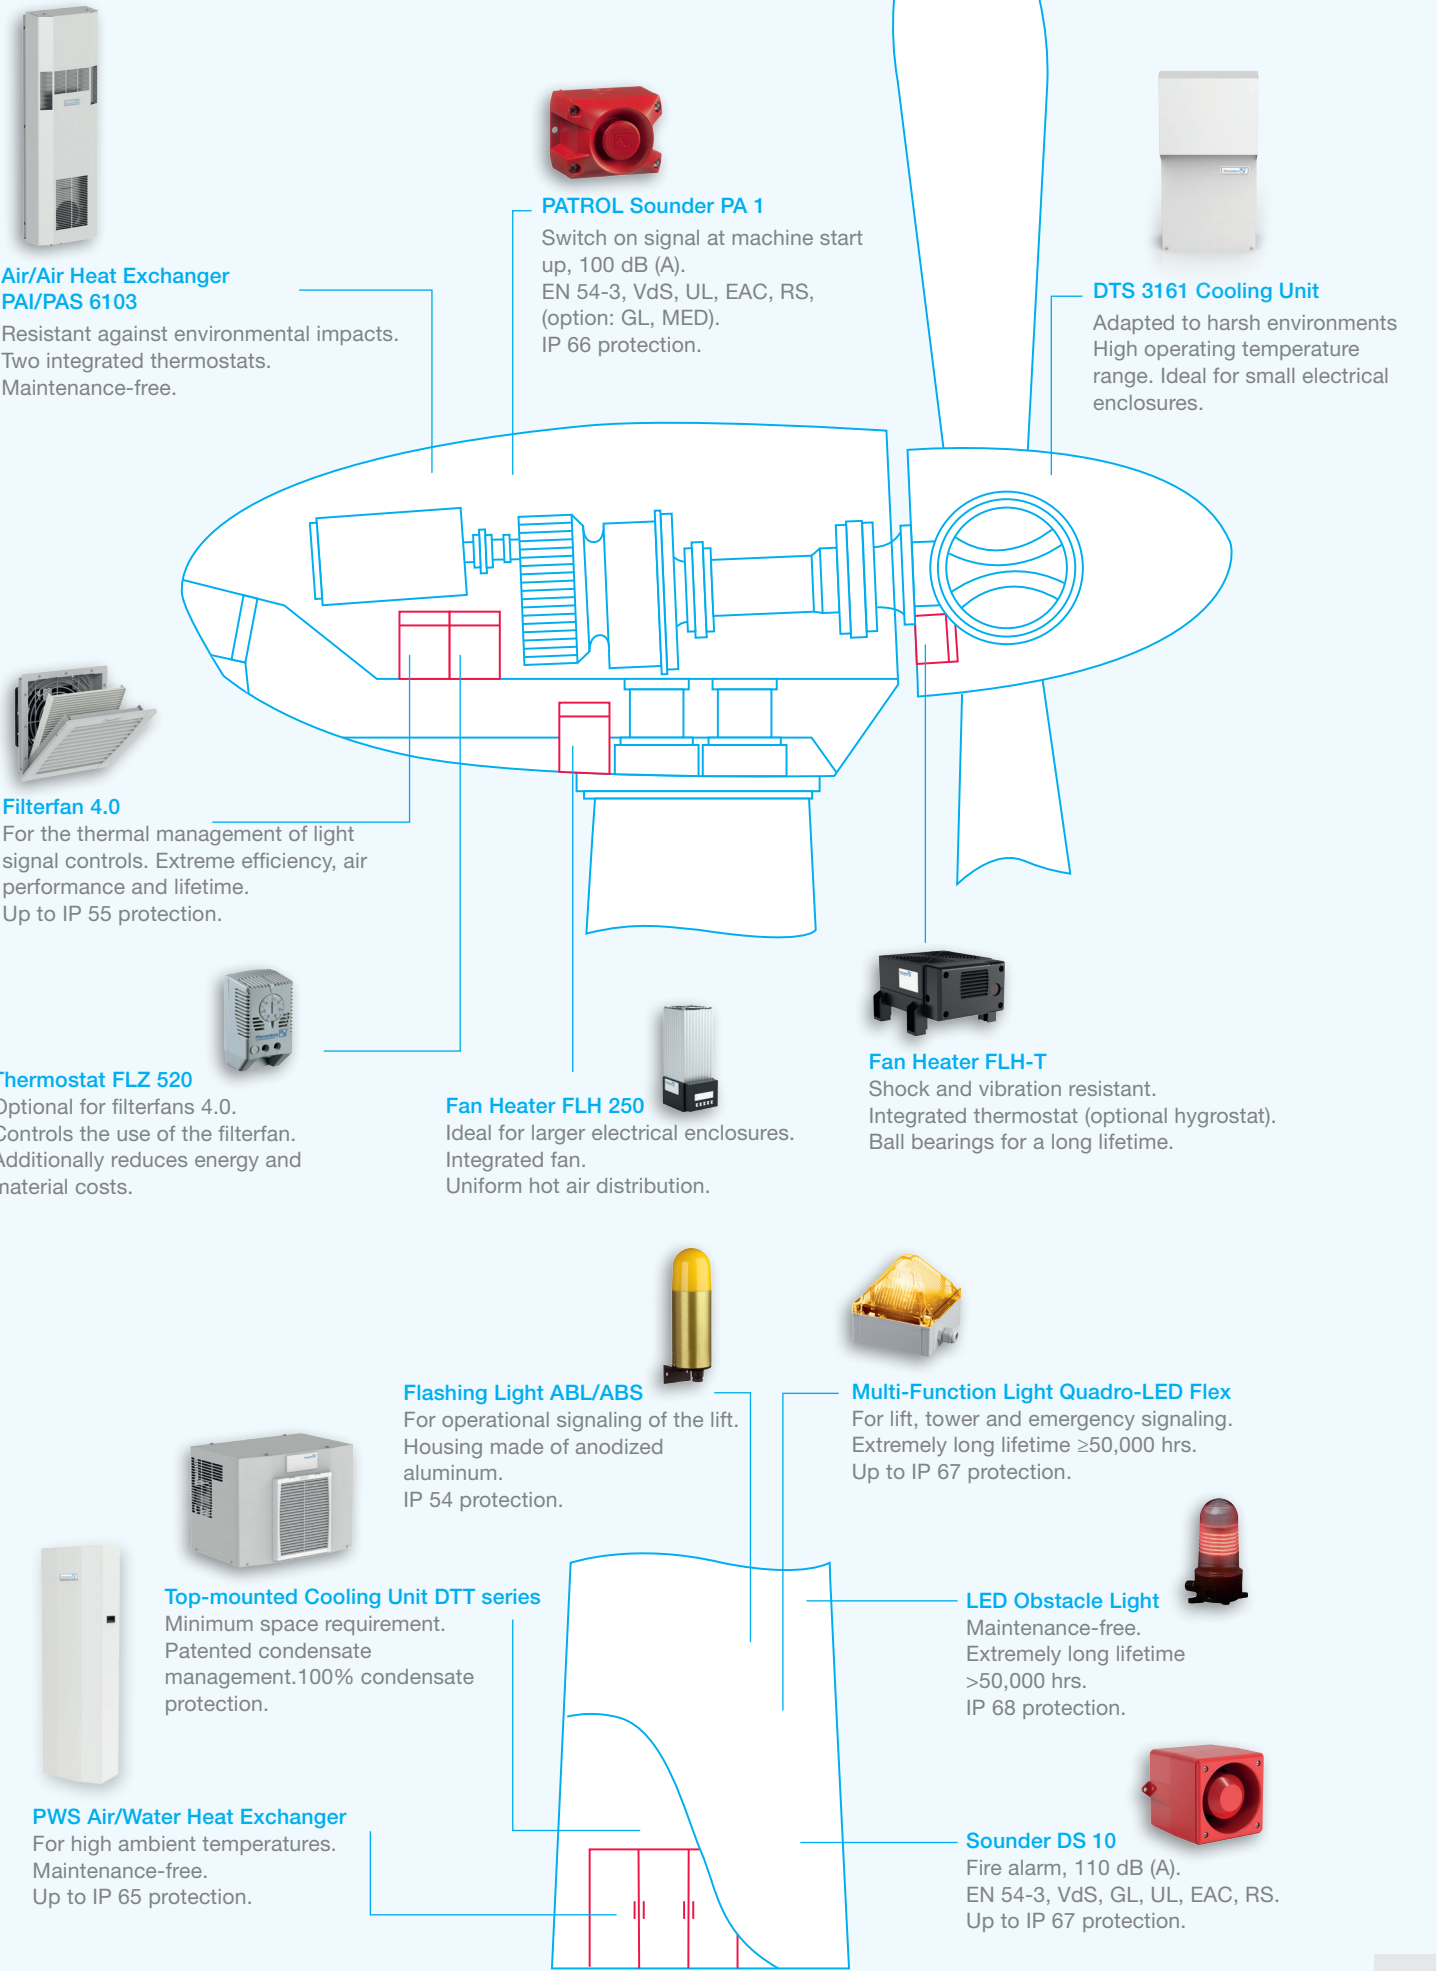 PATROL Sounder PA 1
Switch on signal at machine start
up, 100 dB (A).
EN 54-3, VdS, UL, EAC, RS,
(option: GL, MED).
IP 66 protection.
Air/Air Heat Exchanger
PAI/PAS 6103
Resistant against environmental impacts.
Two integrated thermostats.
Maintenance-free.
DTS 3161 Cooling Unit
Adapted to harsh environments
High operating temperature
range. Ideal for small electrical
enclosures.
Filterfan 4.0
For the thermal management of light
signal controls. Extreme efficiency, air
performance and lifetime.
Up to IP 55 protection.
Thermostat FLZ 520
Optional for filterfans 4.0.
Controls the use of the filterfan.
Additionally reduces energy and
material costs.
Fan Heater FLH 250
Ideal for larger electrical enclosures.
Integrated fan.
Uniform hot air distribution.
Fan Heater FLH-T
Shock and vibration resistant.
Integrated thermostat (optional hygrostat).
Ball bearings for a long lifetime.
Flashing Light ABL/ABS
For operational signaling of the lift.
Housing made of anodized
aluminum.
IP 54 protection.
Multi-Function Light Quadro-LED Flex
For lift, tower and emergency signaling.
Extremely long lifetime ≥50,000 hrs.
Up to IP 67 protection.
Top-mounted Cooling Unit DTT series
Minimum space requirement.
Patented condensate
management.100% condensate
protection.
LED Obstacle Light
Maintenance-free.
Extremely long lifetime
>50,000 hrs.
IP 68 protection.
PWS Air/Water Heat Exchanger
For high ambient temperatures.
Maintenance-free.
Up to IP 65 protection.
Sounder DS 10
Fire alarm, 110 dB (A).
EN 54-3, VdS, GL, UL, EAC, RS.
Up to IP 67 protection.